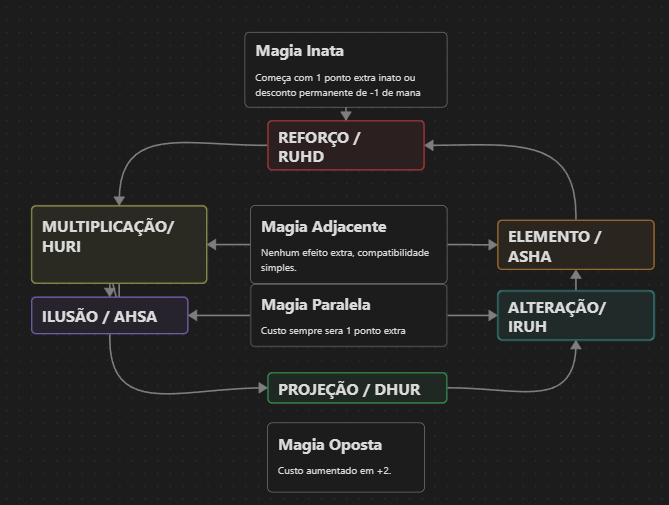 Magia Inata
Começa com 1 ponto extra inato ou
desconto permanente de -1 de mana
REFORÇO /
RUHD
MULTIPLICAÇÃO/
HURI
Magia Adjacente
Nenhum efeito extra, compatibilidade
simples.
ELEMENTO /
ASHA
ILUSÃO / AHSA
Magia Paralela
Custo sempre sera 1 ponto extra
ALTERAÇÃO/
IRUH
PROJEÇÃO / DHUR
Magia Oposta
Custo aumentado em +2.